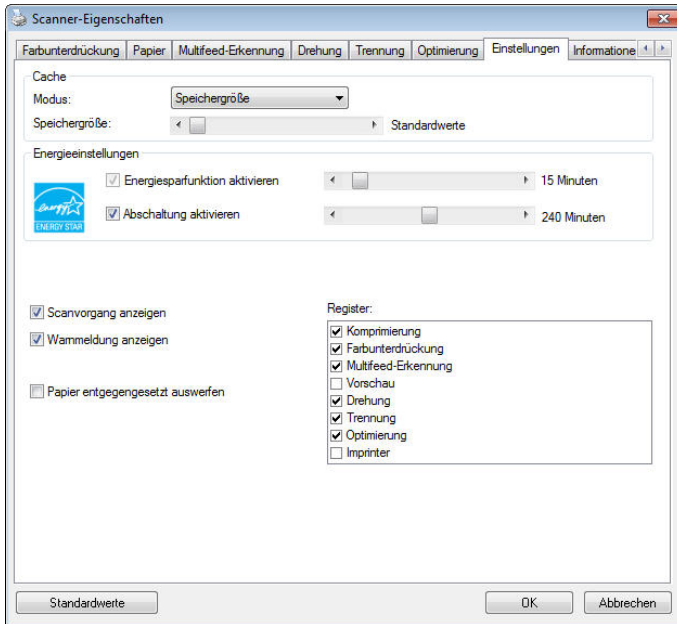 Scanner-Eigenschaften
Farbunterdrückung Papier Multifeed-Erkennung Drehung Trennung Optimierung Einstellungen Informatione
Cache
Modus: Speichergröße
Speichergröße: Standardwerte
Energieeinstellungen
Energiesparfunktion aktivieren 15 Minuten
energy
ENERGY STAR
Abschaltung aktivieren 240 Minuten
Scanvorgang anzeigen
Warnmeldung anzeigen
Papier entgegengesetzt auswerfen
Register:
Komprimierung
Farbunterdrückung
Multifeed-Erkennung
Vorschau
Drehung
Trennung
Optimierung
Imprinter
Standardwerte OK Abbrechen